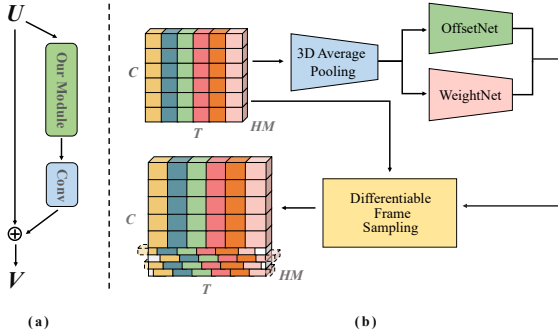 U
Our Module
Conv
V
(a)
C
T
HM
3D Average
Pooling
OffsetNet
WeightNet
Differentiable
Frame
Sampling
C
T
HM
(b)